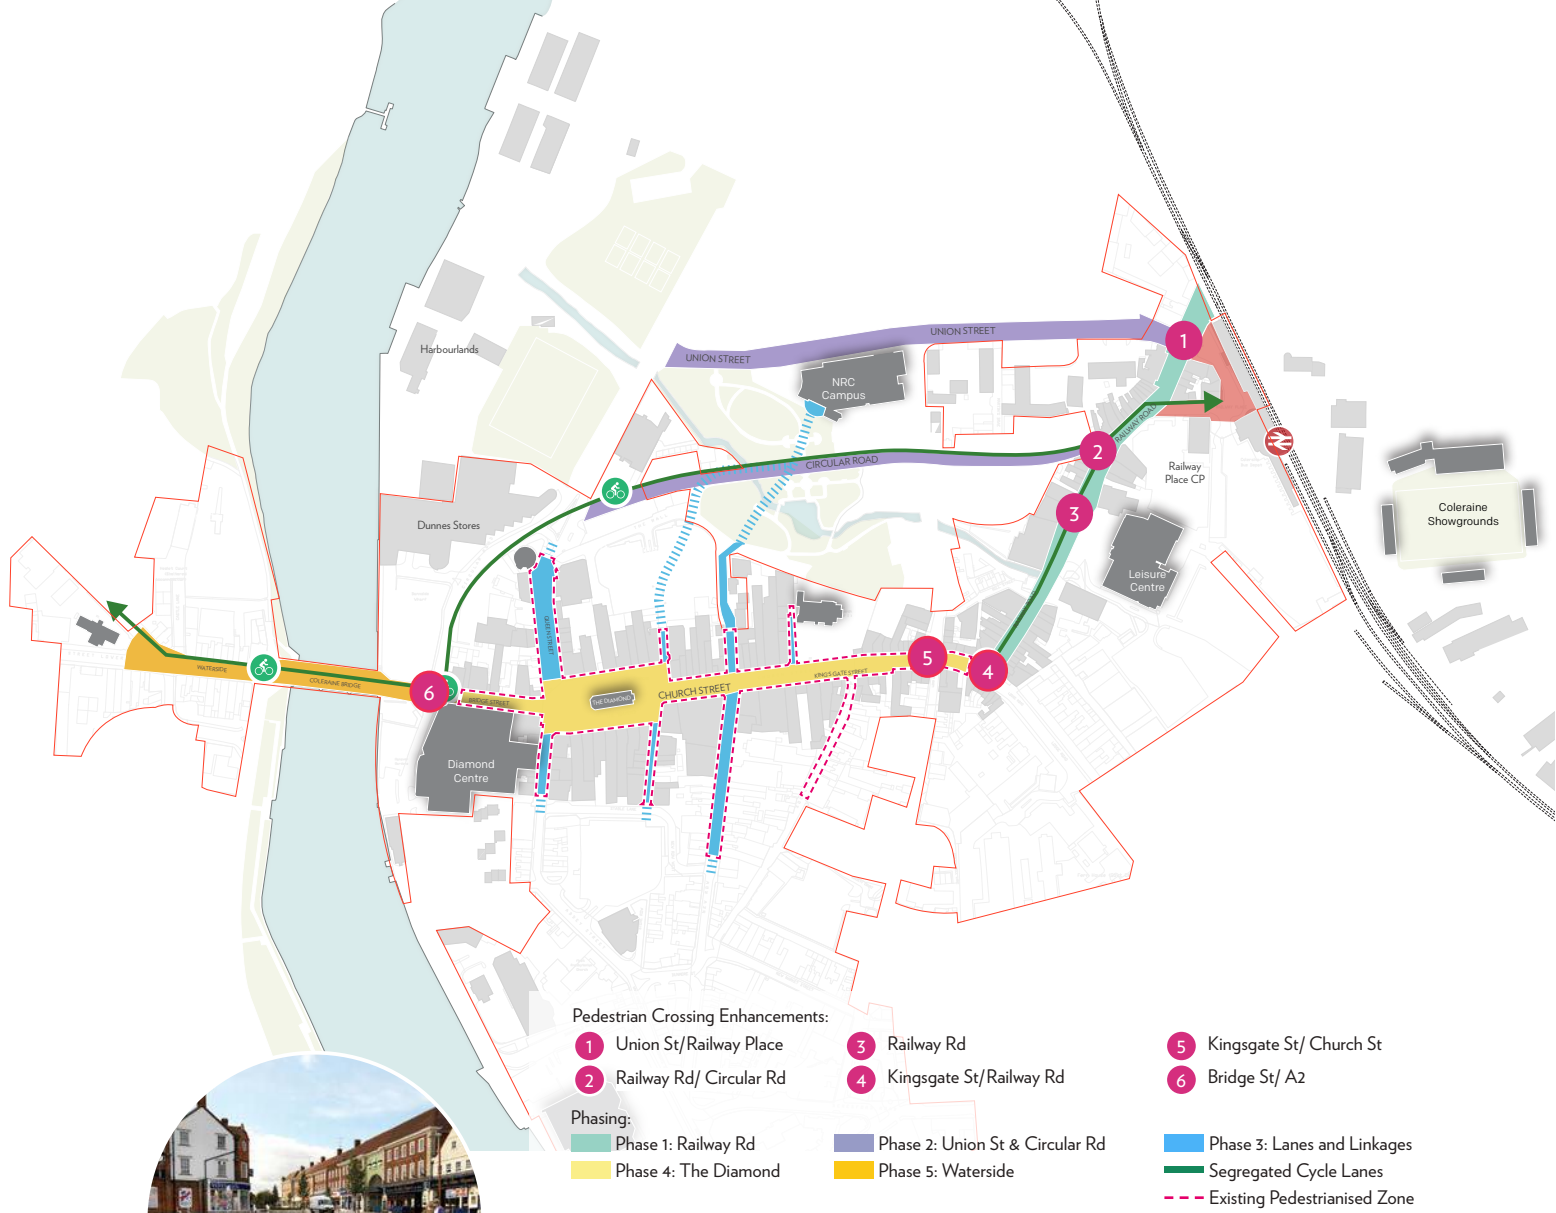 UNION STREET
UNION STREET
1
Harbourlands
NRC
Campus
RAILWAY ROAD
2
CIRCULAR ROAD
Railway
Place CP
3
Coleraine
Showgrounds
Dunnes Stores
Leisure
Centre
QUEEN STREET
5
4
WATERSIDE
COLERAINE BRIDGE
6
BRIDGE STREET
THE DIAMOND
CHURCH STREET
KINGSGATE STREET
Diamond
Centre
Pedestrian Crossing Enhancements:
1 Union St/Railway Place
3 Railway Rd
5 Kingsgate St/ Church St
2 Railway Rd/ Circular Rd
4 Kingsgate St/Railway Rd
6 Bridge St/ A2
Phasing:
Phase 1: Railway Rd
Phase 2: Union St & Circular Rd
Phase 3: Lanes and Linkages
Phase 4: The Diamond
Phase 5: Waterside
Segregated Cycle Lanes
Existing Pedestrianised Zone